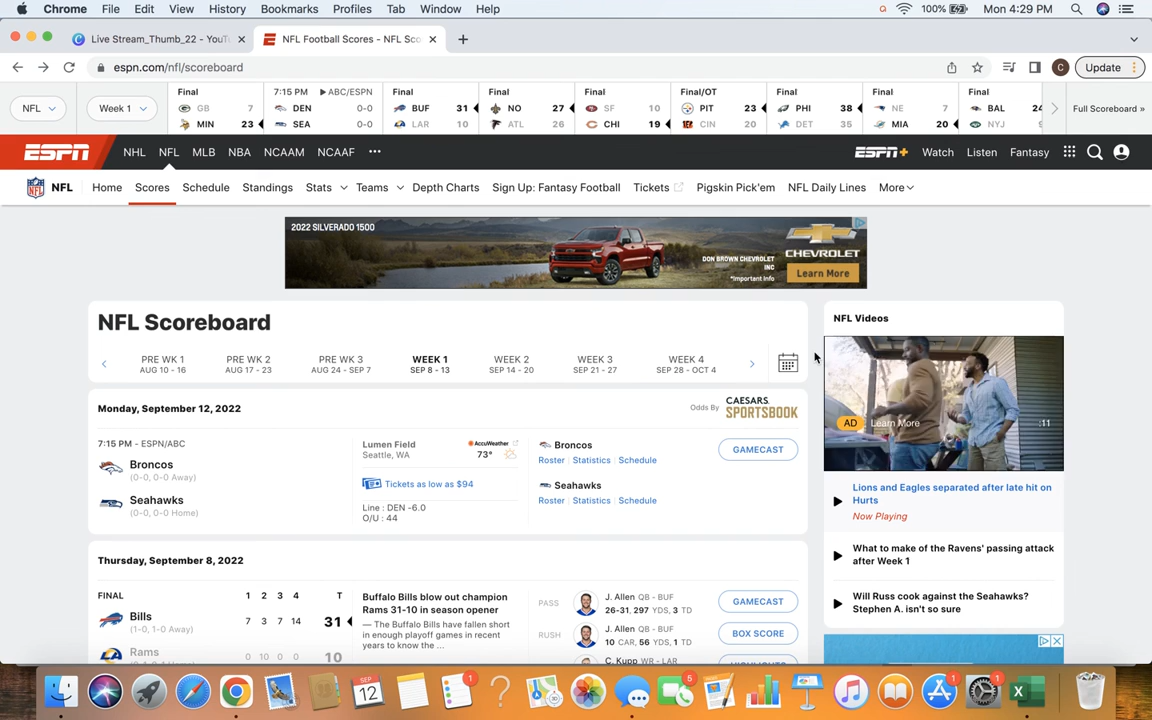 Chrome File Edit View History Bookmarks Profiles Tab Window Help 100% Mon 4:29 PM
Live Stream_Thumb_22 - YouTu NFL Football Scores - NFL Sco
espn.com/nfl/scoreboard C Update
Final 7:15 PM ABC/ESPN Final Final Final Final/OT Final Final Final
NFL Week 1 GB 7 DEN 0-0 BUF 31 NO 27 SF 10 PIT 23 PHI 38 NE 7 BAL 24 Full Scoreboard »
MIN 23 SEA 0-0 LAR 10 ATL 26 CHI 19 CIN 20 DET 35 MIA 20 NYJ
ESPN NHL NFL MLB NBA NCAAM NCAAF ••• ESPN+ Watch Listen Fantasy
NFL Home Scores Schedule Standings Stats Teams Depth Charts Sign Up: Fantasy Football Tickets Pigskin Pick'em NFL Daily Lines More
2022 SILVERADO 1500
CHEVROLET
DON BROWN CHEVROLET
INC
*Important Info
Learn More
NFL Scoreboard
PRE WK 1 PRE WK 2 PRE WK 3 WEEK 1 WEEK 2 WEEK 3 WEEK 4
AUG 10 - 16 AUG 17 - 23 AUG 24 - SEP 7 SEP 8 - 13 SEP 14 - 20 SEP 21 - 27 SEP 28 - OCT 4
Monday, September 12, 2022 Odds By CAESARS
SPORTSBOOK
7:15 PM - ESPN/ABC
Broncos
(0-0, 0-0 Away)
Seahawks
(0-0, 0-0 Home)
Lumen Field
Seattle, WA
AccuWeather
73°
Tickets as low as $94
Line : DEN -6.0
O/U : 44
Broncos
Roster Statistics Schedule
Seahawks
Roster Statistics Schedule
GAMECAST
Thursday, September 8, 2022
FINAL 1 2 3 4 T
Bills 7 3 7 14 31
(1-0, 1-0 Away)
Rams 0 10 0 0 10
Buffalo Bills blow out champion
Rams 31-10 in season opener
— The Buffalo Bills have fallen short
in enough playoff games in recent
years to know the ...
PASS J. Allen QB - BUF
26-31, 297 YDS, 3 TD
RUSH J. Allen QB - BUF
10 CAR, 56 YDS, 1 TD
C. Kupp WR - LAR
GAMECAST
BOX SCORE
HIGHLIGHTS
NFL Videos
AD Learn More :11
Lions and Eagles separated after late hit on
Hurts
Now Playing
What to make of the Ravens' passing attack
after Week 1
Will Russ cook against the Seahawks?
Stephen A. isn't so sure
SEP
12
1
5
1
1